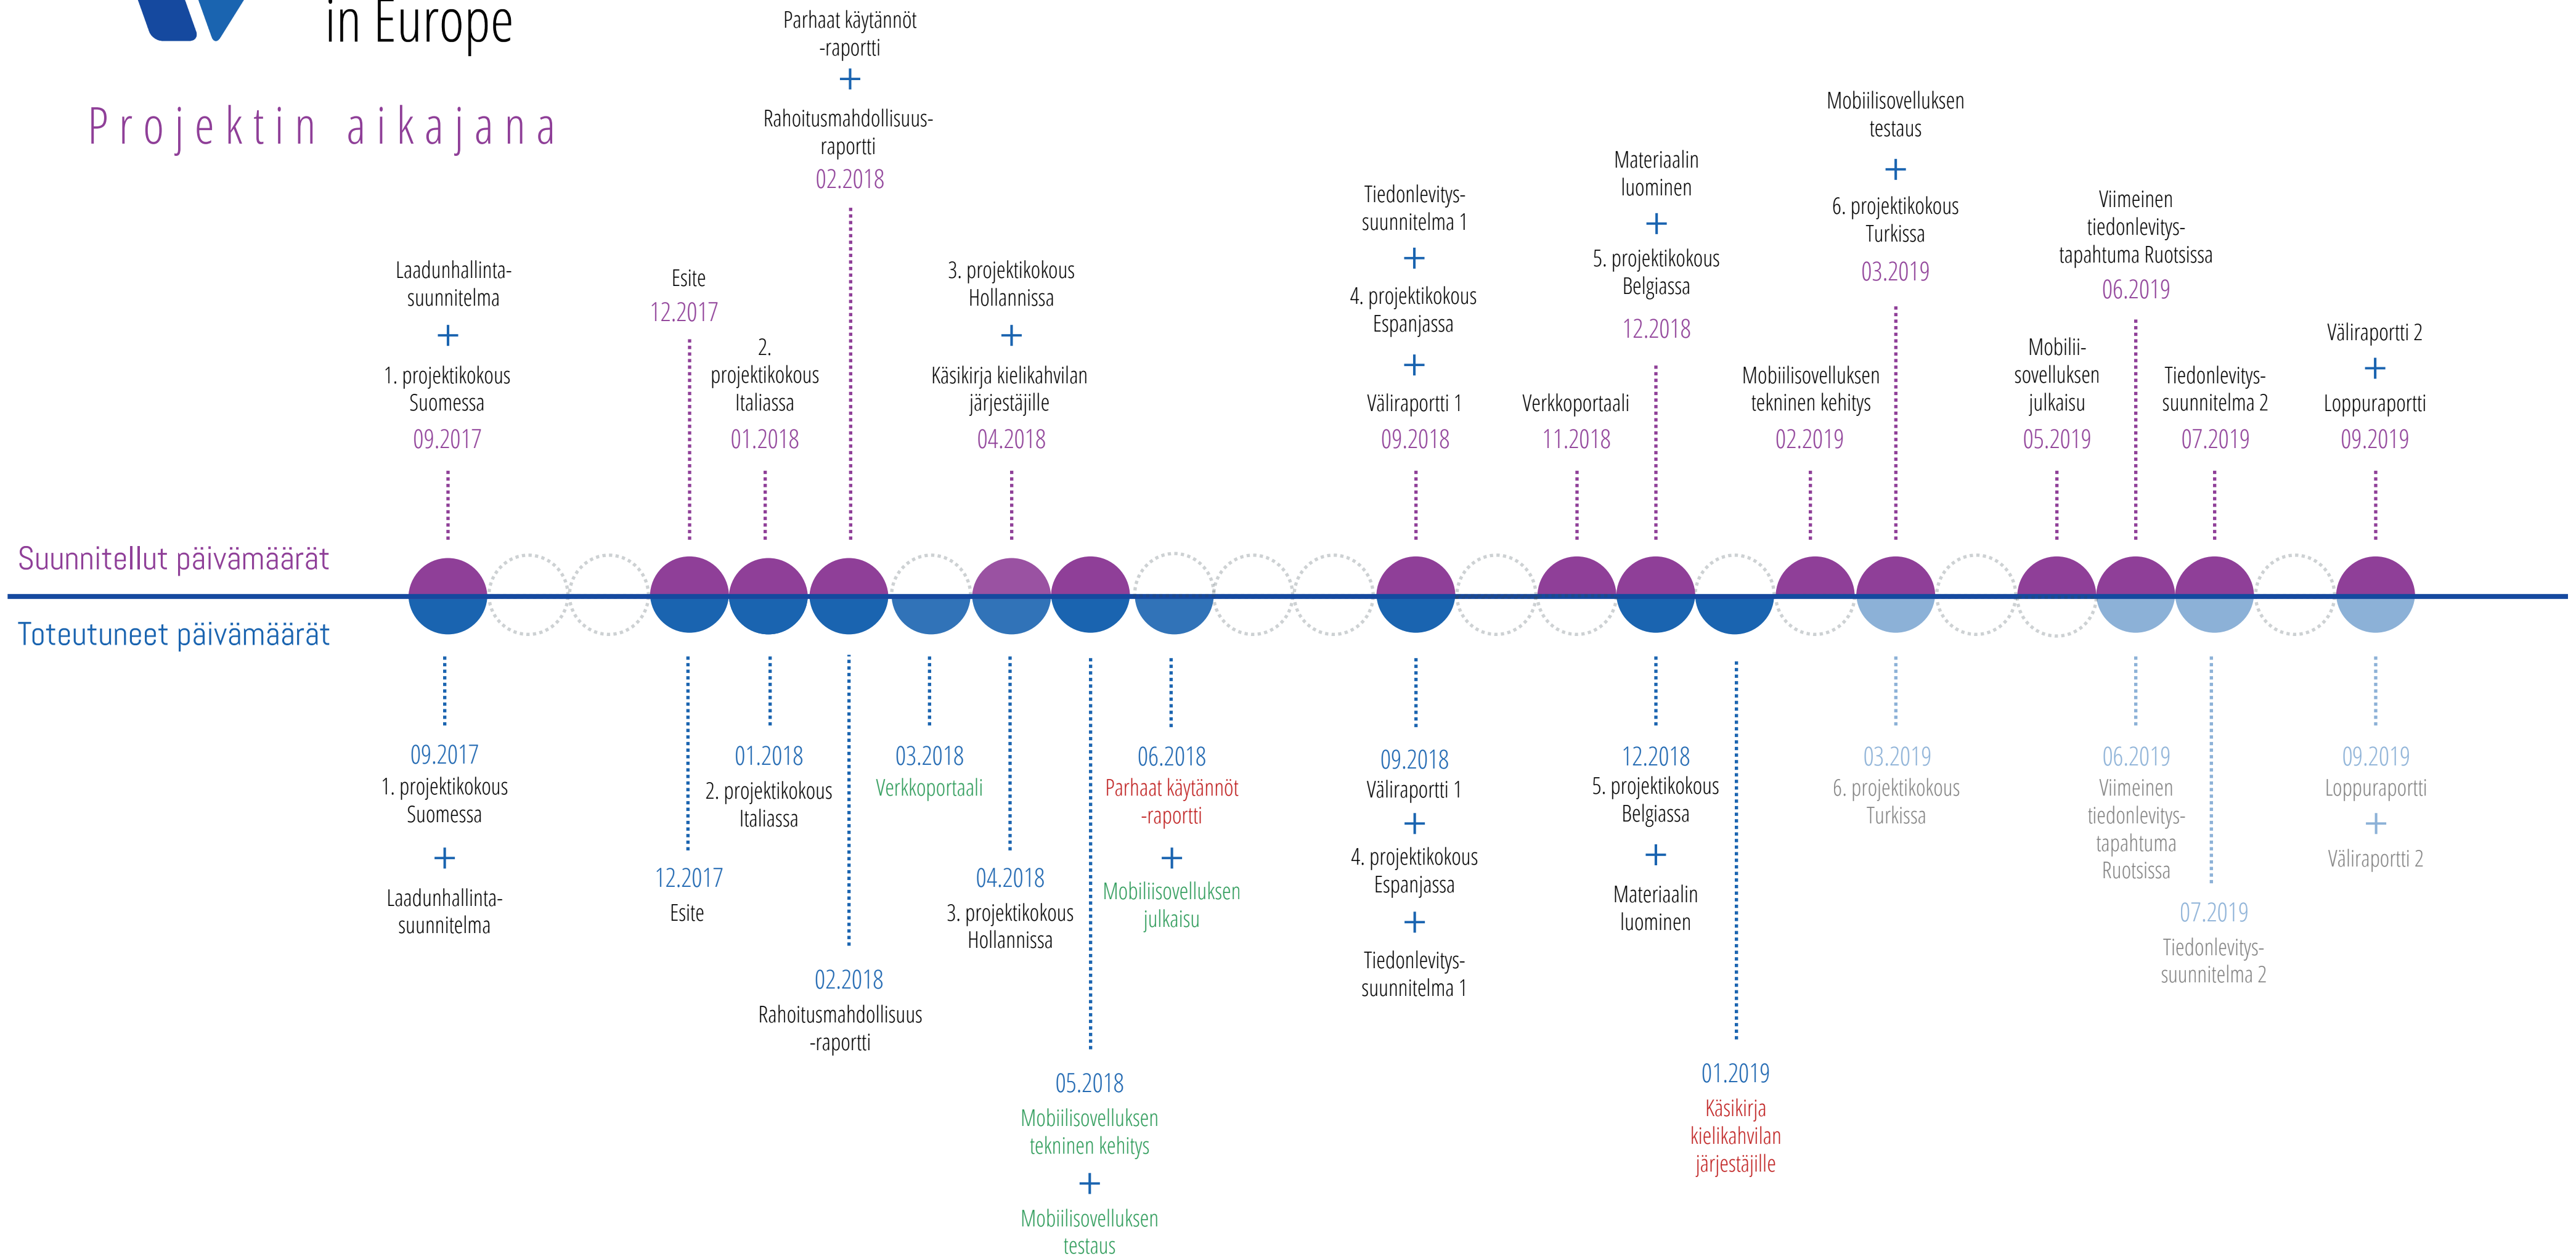 in Europe
Projektin aikajana
Laadunhallinta-
suunnitelma
+
1. projektikokous
Suomessa
09.2017
Esite
12.2017
2.
projektikokous
Italiassa
01.2018
Parhaat käytännöt
-raportti
+
Rahoitusmahdollisuus-
raportti
02.2018
3. projektikokous
Hollannissa
+
Käsikirja kielikahvilan
järjestäjille
04.2018
Tiedonlevitys-
suunnitelma 1
+
4. projektikokous
Espanjassa
+
Väliraportti 1
09.2018
Verkkoportaali
11.2018
Materiaalin
luominen
+
5. projektikokous
Belgiassa
12.2018
Mobiilisovelluksen
tekninen kehitys
02.2019
Mobiilisovelluksen
testaus
+
6. projektikokous
Turkissa
03.2019
Mobilii-
sovelluksen
julkaisu
05.2019
Viimeinen
tiedonlevitys-
tapahtuma Ruotsissa
06.2019
Tiedonlevitys-
suunnitelma 2
07.2019
Väliraportti 2
+
Loppuraportti
09.2019
Suunnitellut päivämäärät
Toteutuneet päivämäärät
09.2017
1. projektikokous
Suomessa
+
Laadunhallinta-
suunnitelma
12.2017
Esite
01.2018
2. projektikokous
Italiassa
02.2018
Rahoitusmahdollisuus
-raportti
03.2018
Verkkoportaali
04.2018
3. projektikokous
Hollannissa
05.2018
Mobiilisovelluksen
tekninen kehitys
+
Mobiilisovelluksen
testaus
06.2018
Parhaat käytännöt
-raportti
+
Mobiliisovelluksen
julkaisu
09.2018
Väliraportti 1
+
4. projektikokous
Espanjassa
+
Tiedonlevitys-
suunnitelma 1
12.2018
5. projektikokous
Belgiassa
+
Materiaalin
luominen
01.2019
Käsikirja
kielikahvilan
järjestäjille
03.2019
6. projektikokous
Turkissa
06.2019
Viimeinen
tiedonlevitys-
tapahtuma
Ruotsissa
07.2019
Tiedonlevitys-
suunnitelma 2
09.2019
Loppuraportti
+
Väliraportti 2